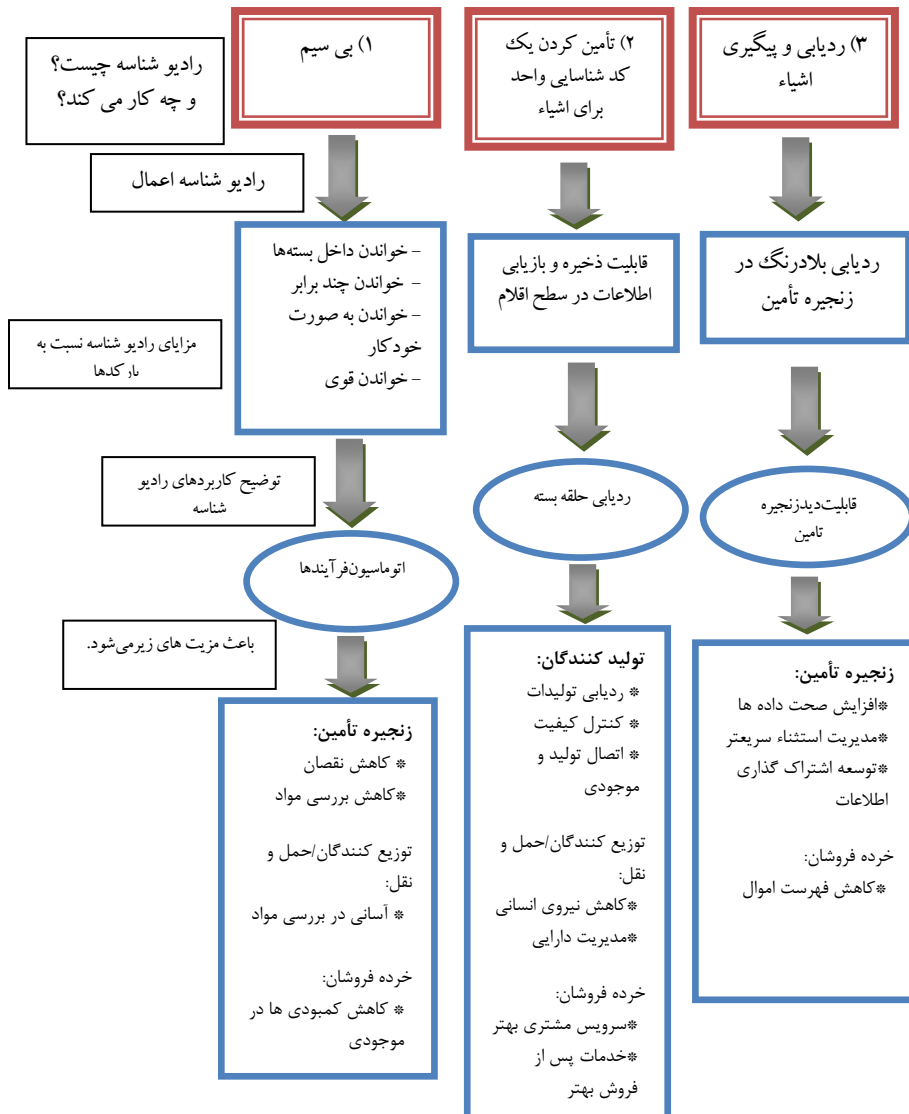 رادیو شناسه چیست؟
و چه کار می کند؟
۱) بی سیم
۲) تأمین کردن یک
کد شناسایی واحد
برای اشیاء
۳) ردیابی و پیگیری
اشیاء
رادیو شناسه اعمال
- خواندن داخل بسته‌ها
- خواندن چند برابر
- خواندن به صورت
خودکار
- خواندن قوی
قابلیت ذخیره و بازیابی
اطلاعات در سطح اقلام
ردیابی بلادرنگ در
زنجیره تأمین
مزایای رادیو شناسه نسبت به
بارکدها
توضیح کاربردهای رادیو
شناسه
اتوماسیون‌فرآیندها
ردیابی حلقه بسته
قابلیت‌دیدزنجیره
تامین
باعث مزیت های زیرمی‌شود.
زنجیره تأمین:
* کاهش نقصان
*کاهش بررسی مواد
توزیع کنندگان/حمل و
نقل:
* آسانی در بررسی مواد
خرده فروشان:
* کاهش کمبودی ها در
موجودی
تولید کنندگان:
* ردیابی تولیدات
* کنترل کیفیت
* اتصال تولید و
موجودی
توزیع کنندگان/حمل و
نقل:
*کاهش نیروی انسانی
*مدیریت دارایی
خرده فروشان:
*سرویس مشتری بهتر
*خدمات پس از
فروش بهتر
زنجیره تأمین:
*افزایش صحت داده ها
*مدیریت استثناء سریعتر
*توسعه اشتراک گذاری
اطلاعات
خرده فروشان:
*کاهش فهرست اموال